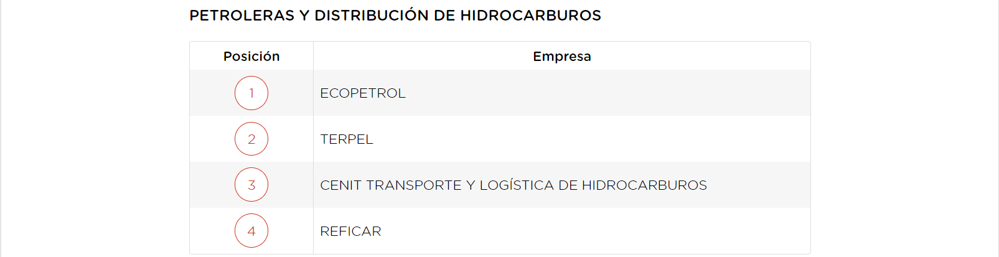 PETROLERAS Y DISTRIBUCIÓN DE HIDROCARBUROS
Posición Empresa
1 ECOPETROL
2 TERPEL
3 CENIT TRANSPORTE Y LOGÍSTICA DE HIDROCARBUROS
4 REFICAR